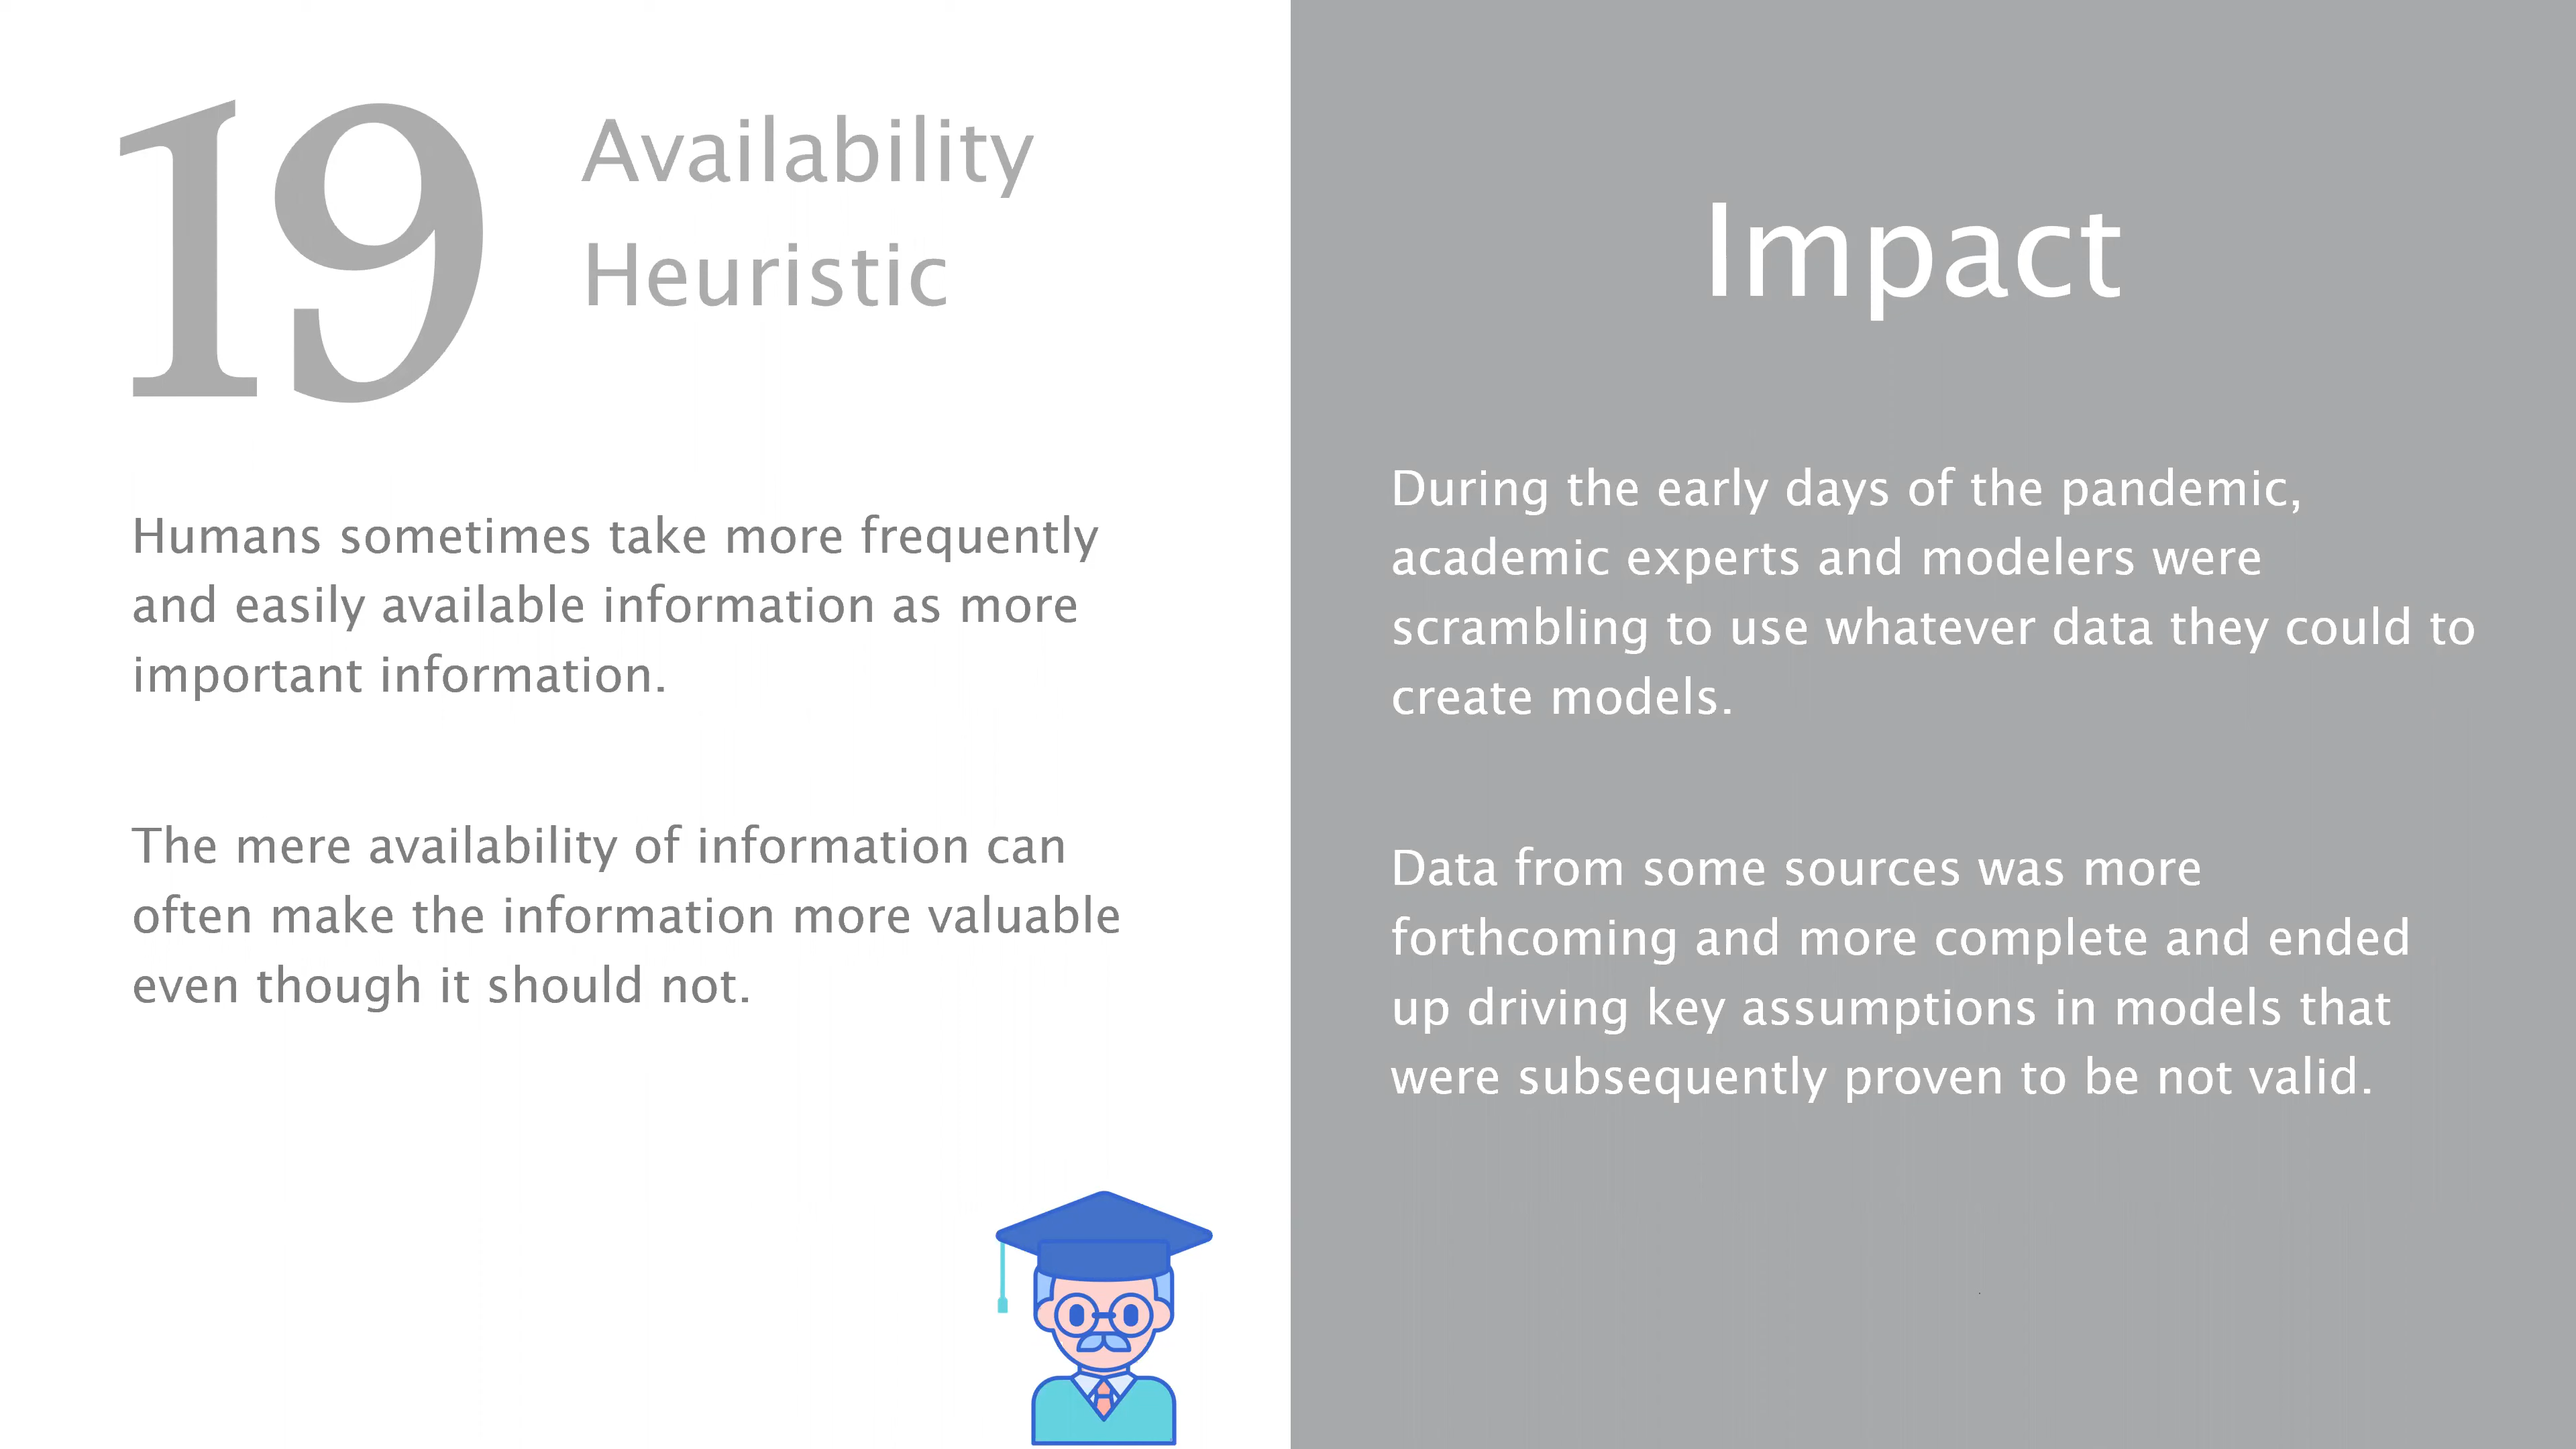 19
Availability
Heuristic
Humans sometimes take more frequently
and easily available information as more
important information.
The mere availability of information can
often make the information more valuable
even though it should not.
Impact
During the early days of the pandemic,
academic experts and modelers were
scrambling to use whatever data they could to
create models.
Data from some sources was more
forthcoming and more complete and ended
up driving key assumptions in models that
were subsequently proven to be not valid.